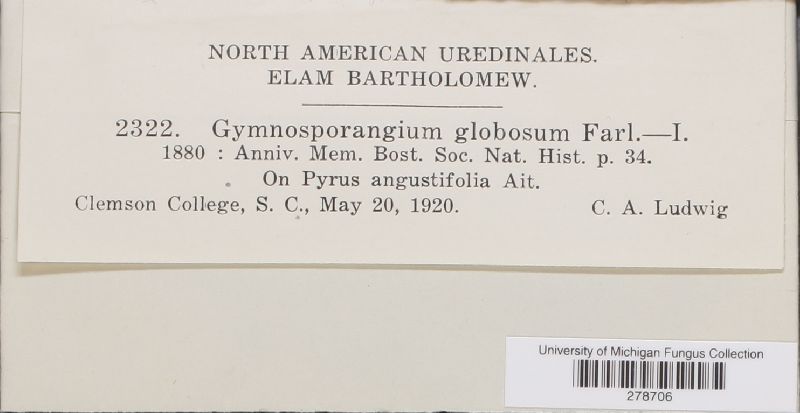 NORTH AMERICAN UREDINALES.
ELAM BARTHOLOMEW.
2322. Gymnosporangium globosum Farl.—I.
1880 : Anniv. Mem. Bost. Soc. Nat. Hist. p. 34.
On Pyrus angustifolia Ait.
Clemson College, S. C., May 20, 1920. C. A. Ludwig
University of Michigan Fungus Collection
278706